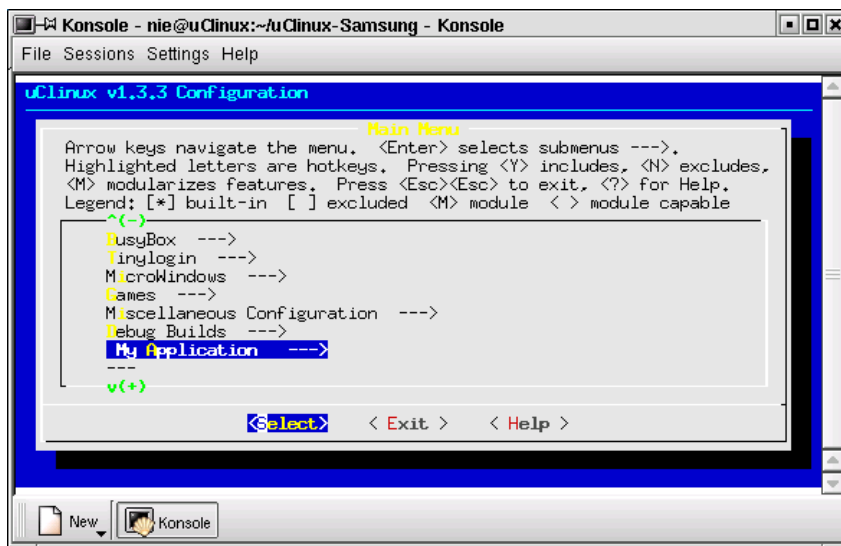 Konsole - nie@uClinux:~/uClinux-Samsung - Konsole
File Sessions Settings Help
uClinux v1.3.3 Configuration
Main Menu
Arrow keys navigate the menu. <Enter> selects submenus --->.
Highlighted letters are hotkeys. Pressing <Y> includes, <N> excludes,
<M> modularizes features. Press <Esc><Esc> to exit, <?> for Help.
Legend: [*] built-in [ ] excluded <M> module < > module capable
^(-)
BusyBox --->
Tinylogin --->
MicroWindows --->
Games --->
Miscellaneous Configuration --->
Debug Builds --->
My Application --->
---
v(+)
<Select> < Exit > < Help >
New Konsole